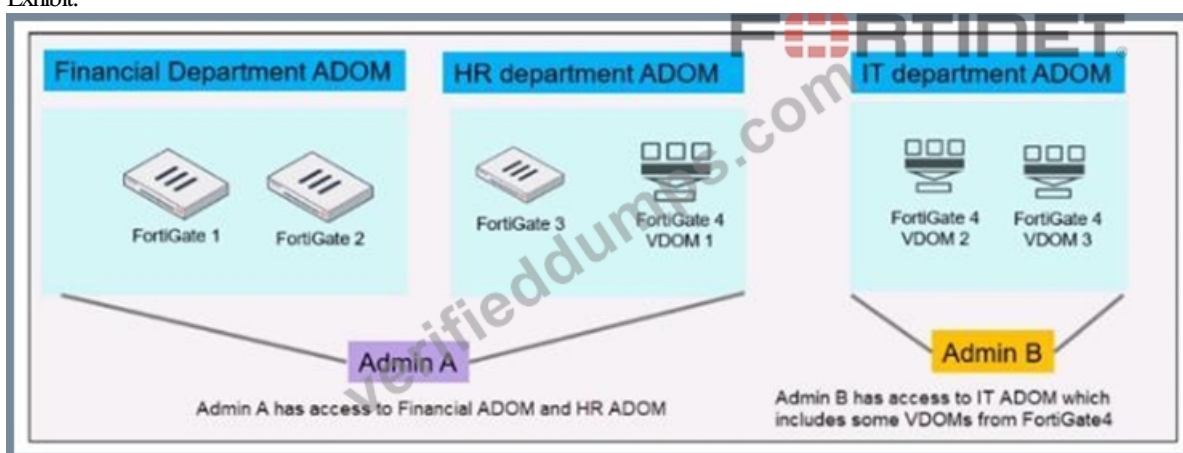 Exhibit:
FORTINET
Financial Department ADOM
HR department ADOM
IT department ADOM
FortiGate 1
FortiGate 2
FortiGate 3
FortiGate 4
VDOM 1
FortiGate 4
VDOM 2
FortiGate 4
VDOM 3
Admin A
Admin A has access to Financial ADOM and HR ADOM
Admin B
Admin B has access to IT ADOM which
includes some VDOMs from FortiGate4
verifieddumps.com